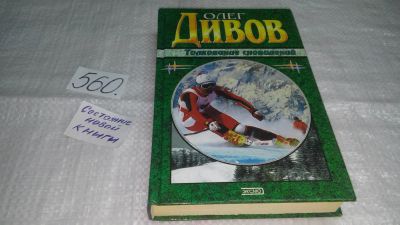 ОЛЕГ
ДИВОВ
Толкование сновидений
ЭКСМО
560.
Состояние
новой
книги